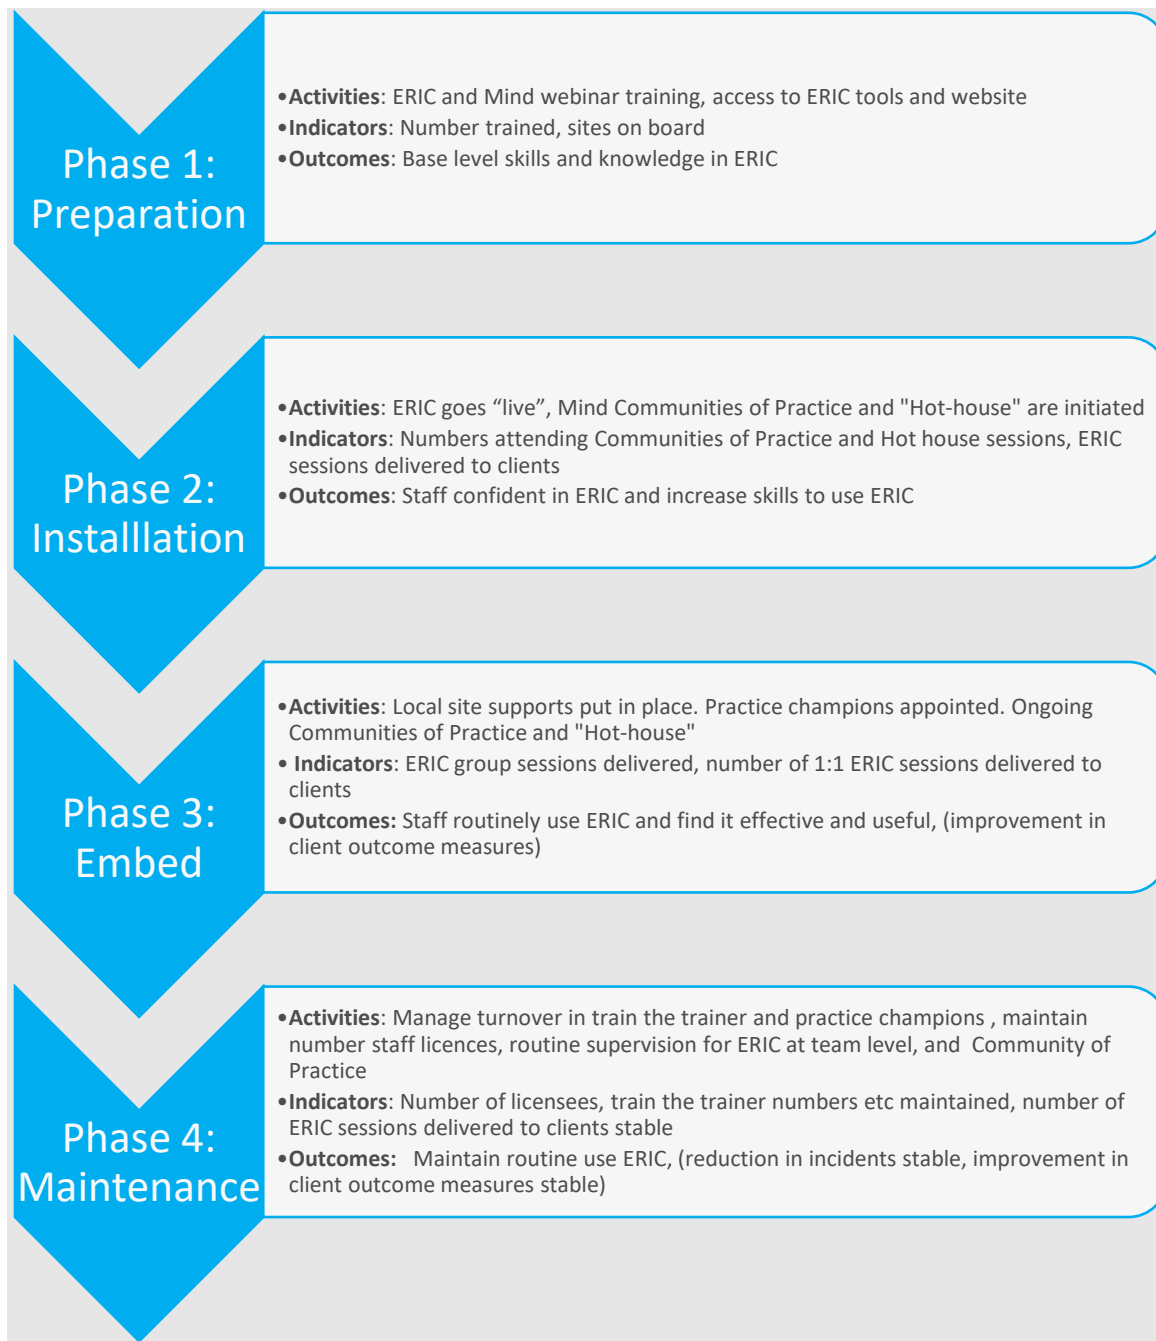 Phase 1:
Preparation
•Activities: ERIC and Mind webinar training, access to ERIC tools and website
•Indicators: Number trained, sites on board
•Outcomes: Base level skills and knowledge in ERIC
Phase 2:
Installlation
•Activities: ERIC goes “live”, Mind Communities of Practice and "Hot-house" are initiated
•Indicators: Numbers attending Communities of Practice and Hot house sessions, ERIC
sessions delivered to clients
•Outcomes: Staff confident in ERIC and increase skills to use ERIC
Phase 3:
Embed
•Activities: Local site supports put in place. Practice champions appointed. Ongoing
Communities of Practice and "Hot-house"
• Indicators: ERIC group sessions delivered, number of 1:1 ERIC sessions delivered to
clients
•Outcomes: Staff routinely use ERIC and find it effective and useful, (improvement in
client outcome measures)
Phase 4:
Maintenance
•Activities: Manage turnover in train the trainer and practice champions , maintain
number staff licences, routine supervision for ERIC at team level, and  Community of
Practice
•Indicators: Number of licensees, train the trainer numbers etc maintained, number of
ERIC sessions delivered to clients stable
•Outcomes:   Maintain routine use ERIC, (reduction in incidents stable, improvement in
client outcome measures stable)